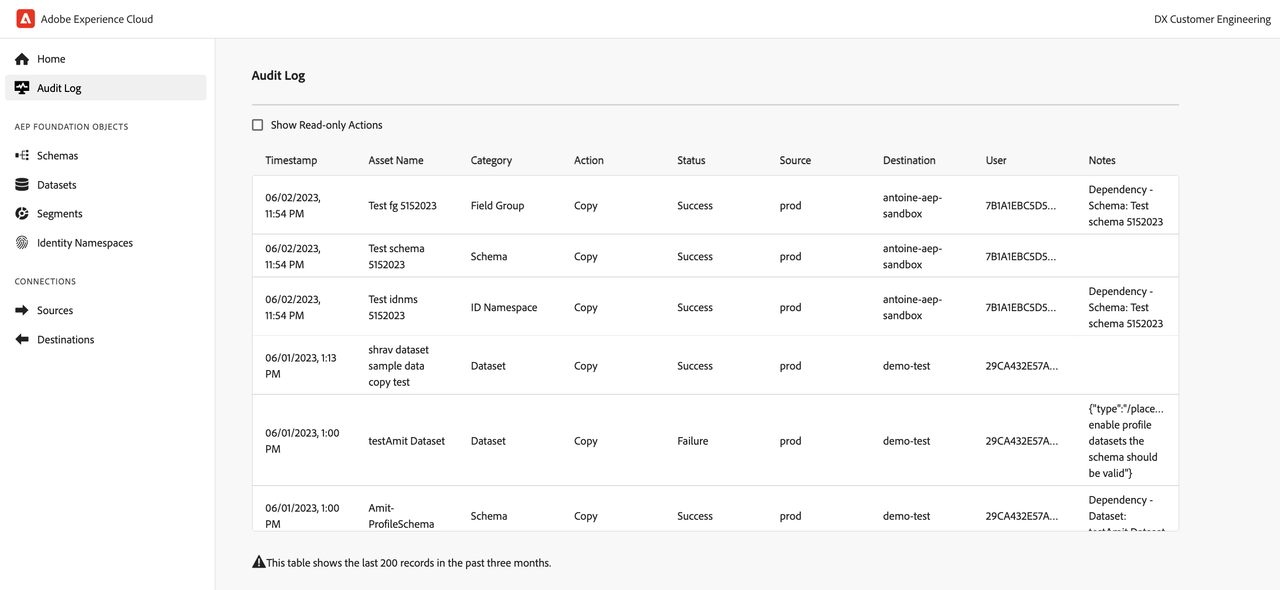 Adobe Experience Cloud
DX Customer Engineering
Home
Audit Log
AEP FOUNDATION OBJECTS
Schemas
Datasets
Segments
Identity Namespaces
CONNECTIONS
Sources
Destinations
Audit Log
Show Read-only Actions
Timestamp Asset Name Category Action Status Source Destination User Notes
06/02/2023,
11:54 PM
Test fg 5152023
Field Group
Copy
Success
prod
antoine-aep-
sandbox
7B1A1EBC5D5...
Dependency -
Schema: Test
schema 5152023
06/02/2023,
11:54 PM
Test schema
5152023
Schema
Copy
Success
prod
antoine-aep-
sandbox
7B1A1EBC5D5...
06/02/2023,
11:54 PM
Test idnms
5152023
ID Namespace
Copy
Success
prod
antoine-aep-
sandbox
7B1A1EBC5D5...
Dependency -
Schema: Test
schema 5152023
06/01/2023, 1:13
PM
shrav dataset
sample data
copy test
Dataset
Copy
Success
prod
demo-test
29CA432E57A...
06/01/2023, 1:00
PM
testAmit Dataset
Dataset
Copy
Failure
prod
demo-test
29CA432E57A...
{"type":"/place...
enable profile
datasets the
schema should
be valid"}
06/01/2023, 1:00
PM
Amit-
ProfileSchema
Schema
Copy
Success
prod
demo-test
29CA432E57A...
Dependency -
Dataset:
testAmit Dataset
This table shows the last 200 records in the past three months.